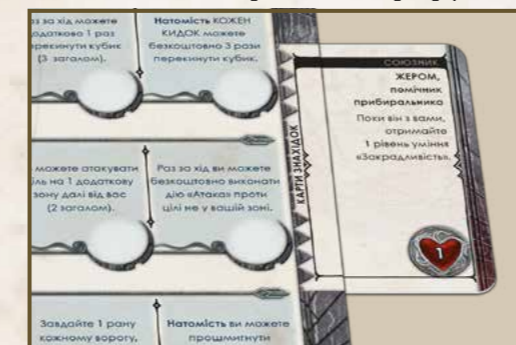 раз за хід можете
додатково 1 раз
перекинути кубик
(3 загалом).
Натомість КОЖЕН
КИДОК можете
безкоштовно 3 рази
перекинути кубик.
можете атакувати
ціль на 1 додаткову
зону далі від вас
(2 загалом).
Раз за хід ви можете
безкоштовно виконати
дію «Атака» проти
цілі не у вашій зоні.
Завдайте 1 рану
кожному ворогу,
Натомість ви можете
прошмигнути
КАРТИ ЗНАХІДОК
СОЮЗНИК
ЖЕРОМ,
помічник
прибиральника
Поки він з вами,
отримайте
1 рівень уміння
«Закрадливість».
1